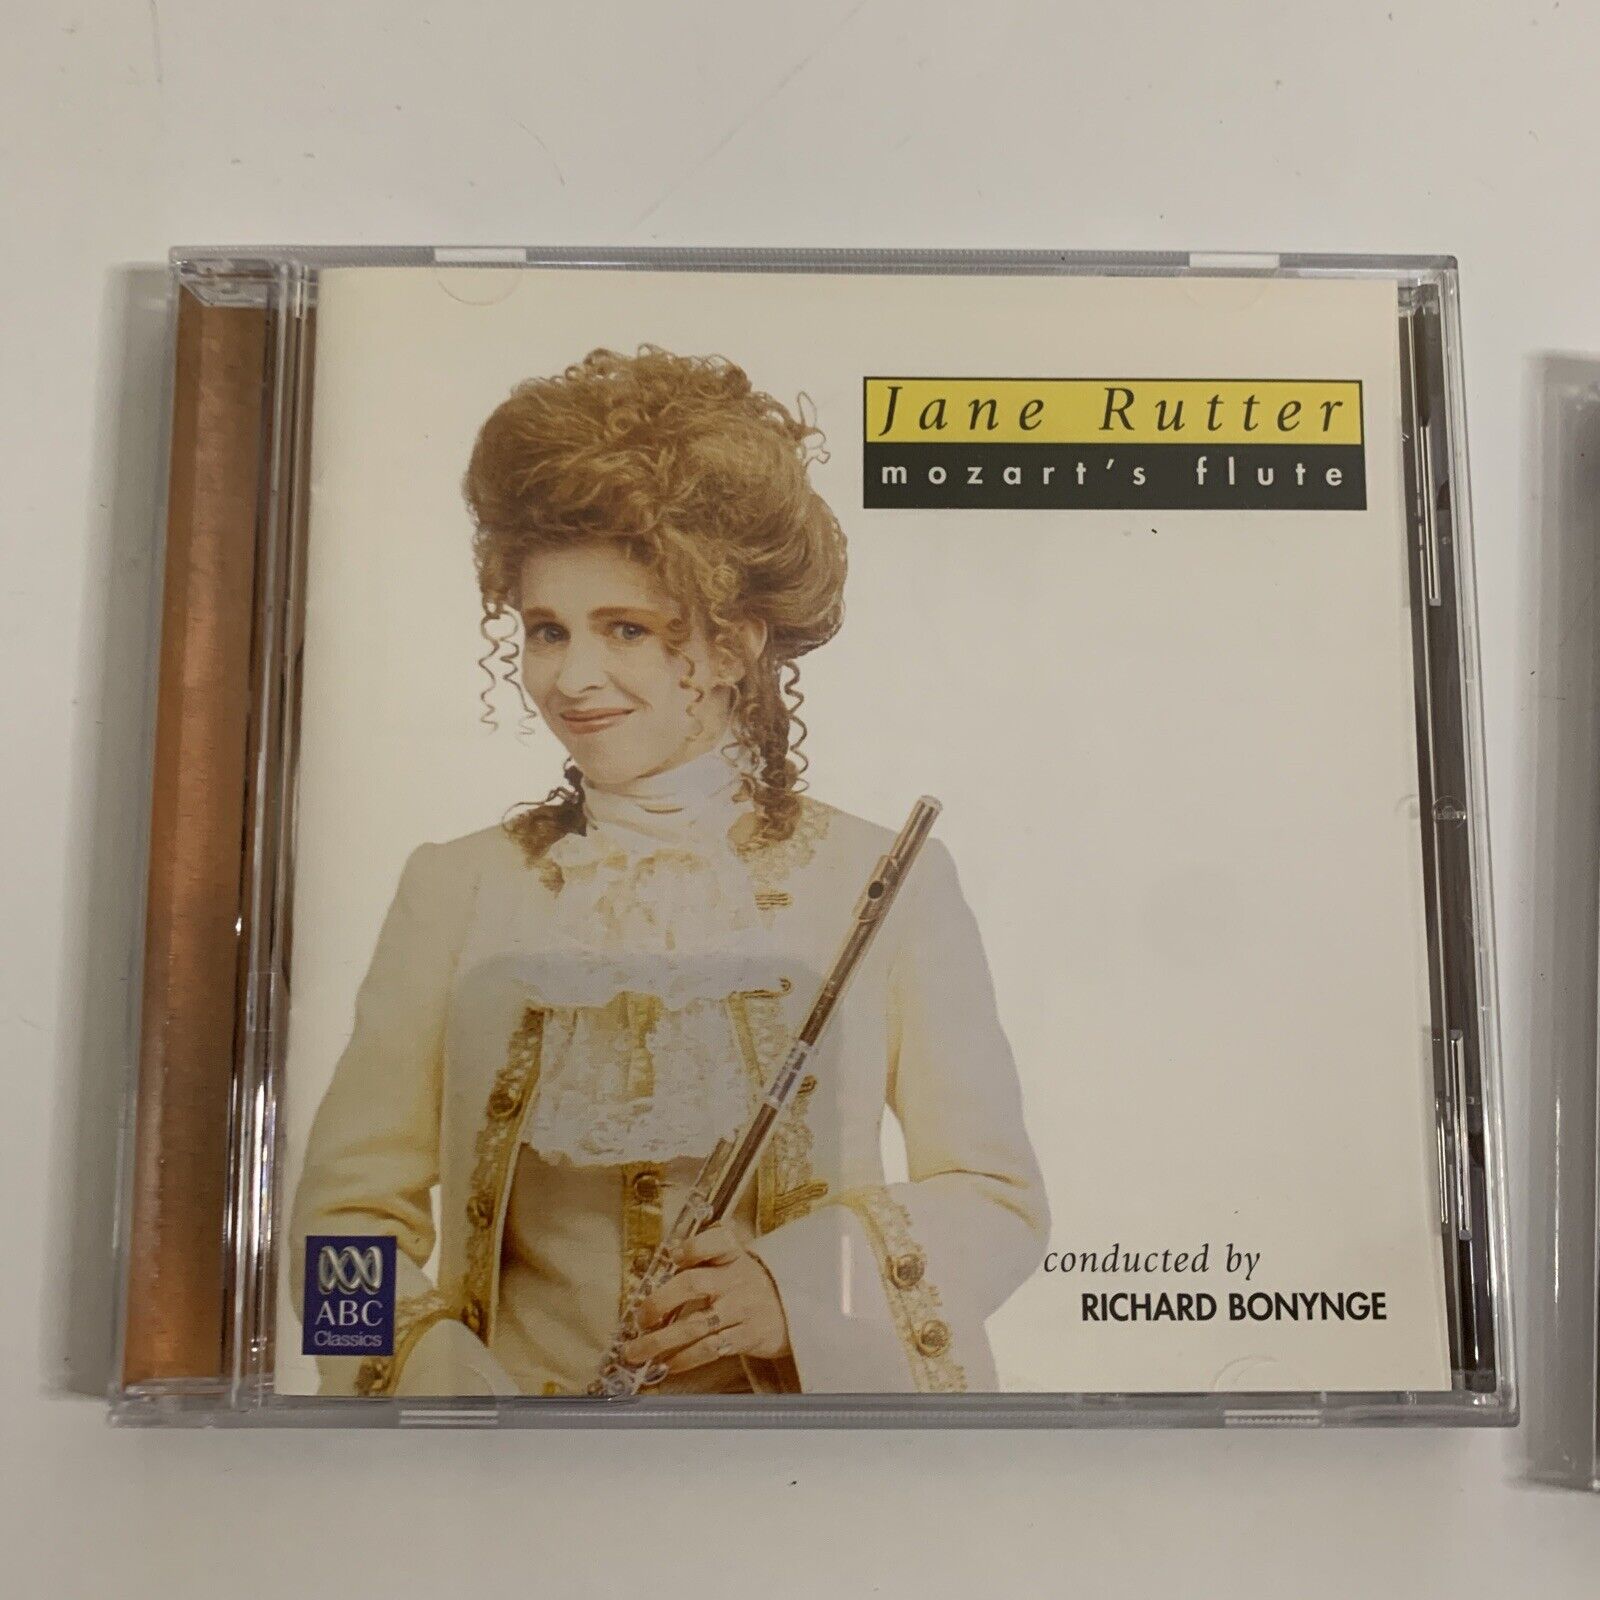 Jane Rutter
mozart's flute
conducted by
RICHARD BONYNGE
ABC
Classics